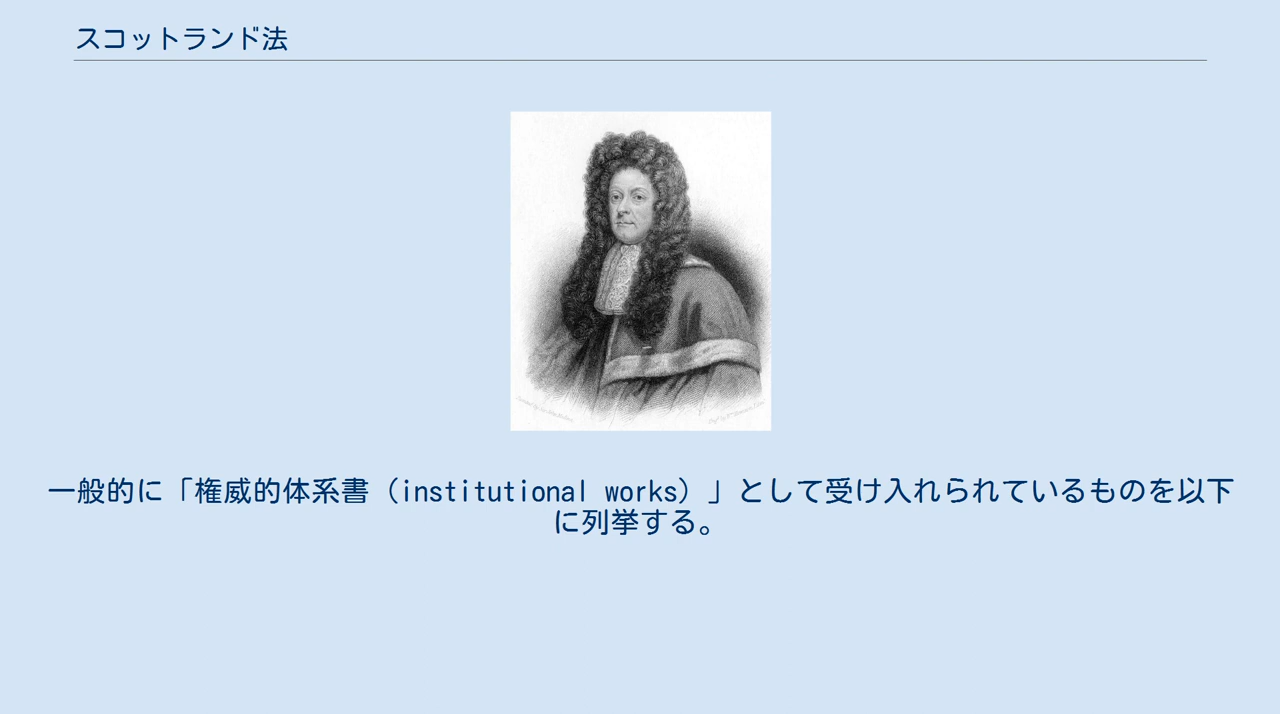 スコットランド法
一般的に「権威的体系書（institutional works）」として受け入れられているものを以下
に列挙する。